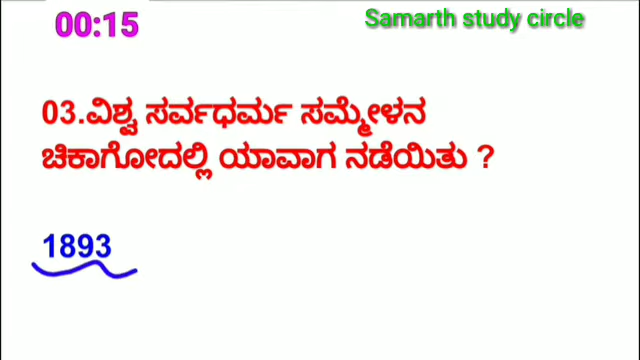 00:15
Samarth study circle
03.ವಿಶ್ವ ಸರ್ವಧರ್ಮ ಸಮ್ಮೇಳನ
ಚಿಕಾಗೋದಲ್ಲಿ ಯಾವಾಗ ನಡೆಯಿತು ?
1893